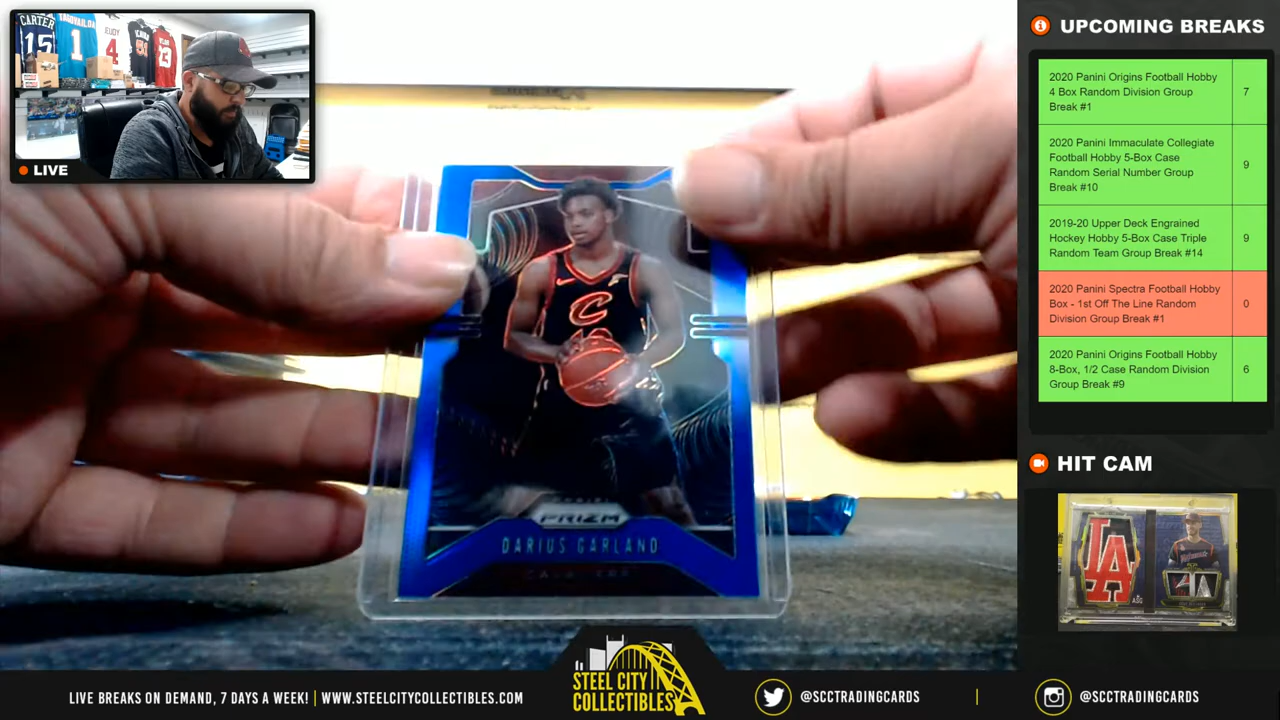 CARTER
15
1
4
LIVE
C
PRIZM
DARIUS GARLAND
UPCOMING BREAKS
2020 Panini Origins Football Hobby
4 Box Random Division Group
Break #1
7
2020 Panini Immaculate Collegiate
Football Hobby 5-Box Case
Random Serial Number Group
Break #10
9
2019-20 Upper Deck Engrained
Hockey Hobby 5-Box Case Triple
Random Team Group Break #14
9
2020 Panini Spectra Football Hobby
Box - 1st Off The Line Random
Division Group Break #1
0
2020 Panini Origins Football Hobby
8-Box, 1/2 Case Random Division
Group Break #9
6
HIT CAM
LA
LIVE BREAKS ON DEMAND, 7 DAYS A WEEK! | WWW.STEELCITYCOLLECTIBLES.COM
STEEL CITY
COLLECTIBLES
@SCCTRADINGCARDS
@SCCTRADINGCARDS